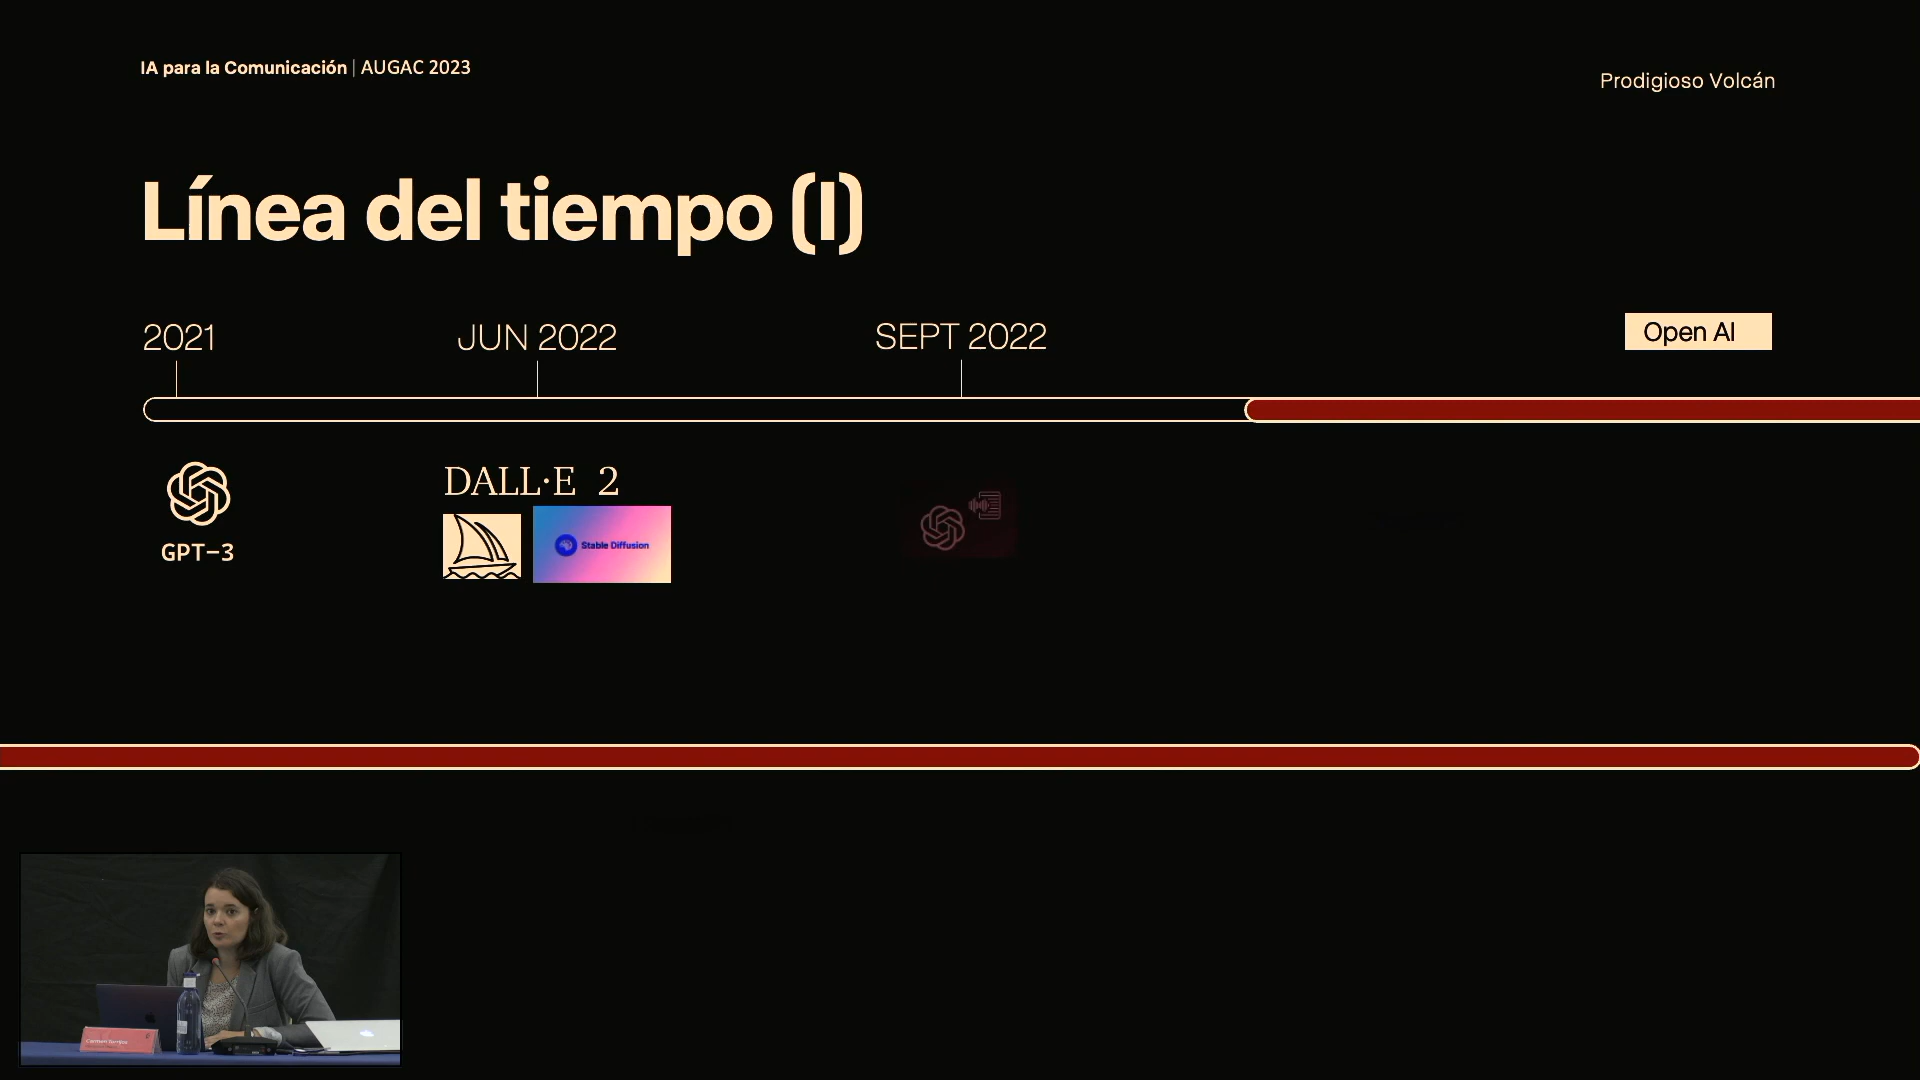 IA para la Comunicación | AUGAC 2023
Prodigioso Volcán
Línea del tiempo (I)
2021
JUN 2022
SEPT 2022
Open AI
GPT-3
DALL·E 2
Stable Diffusion